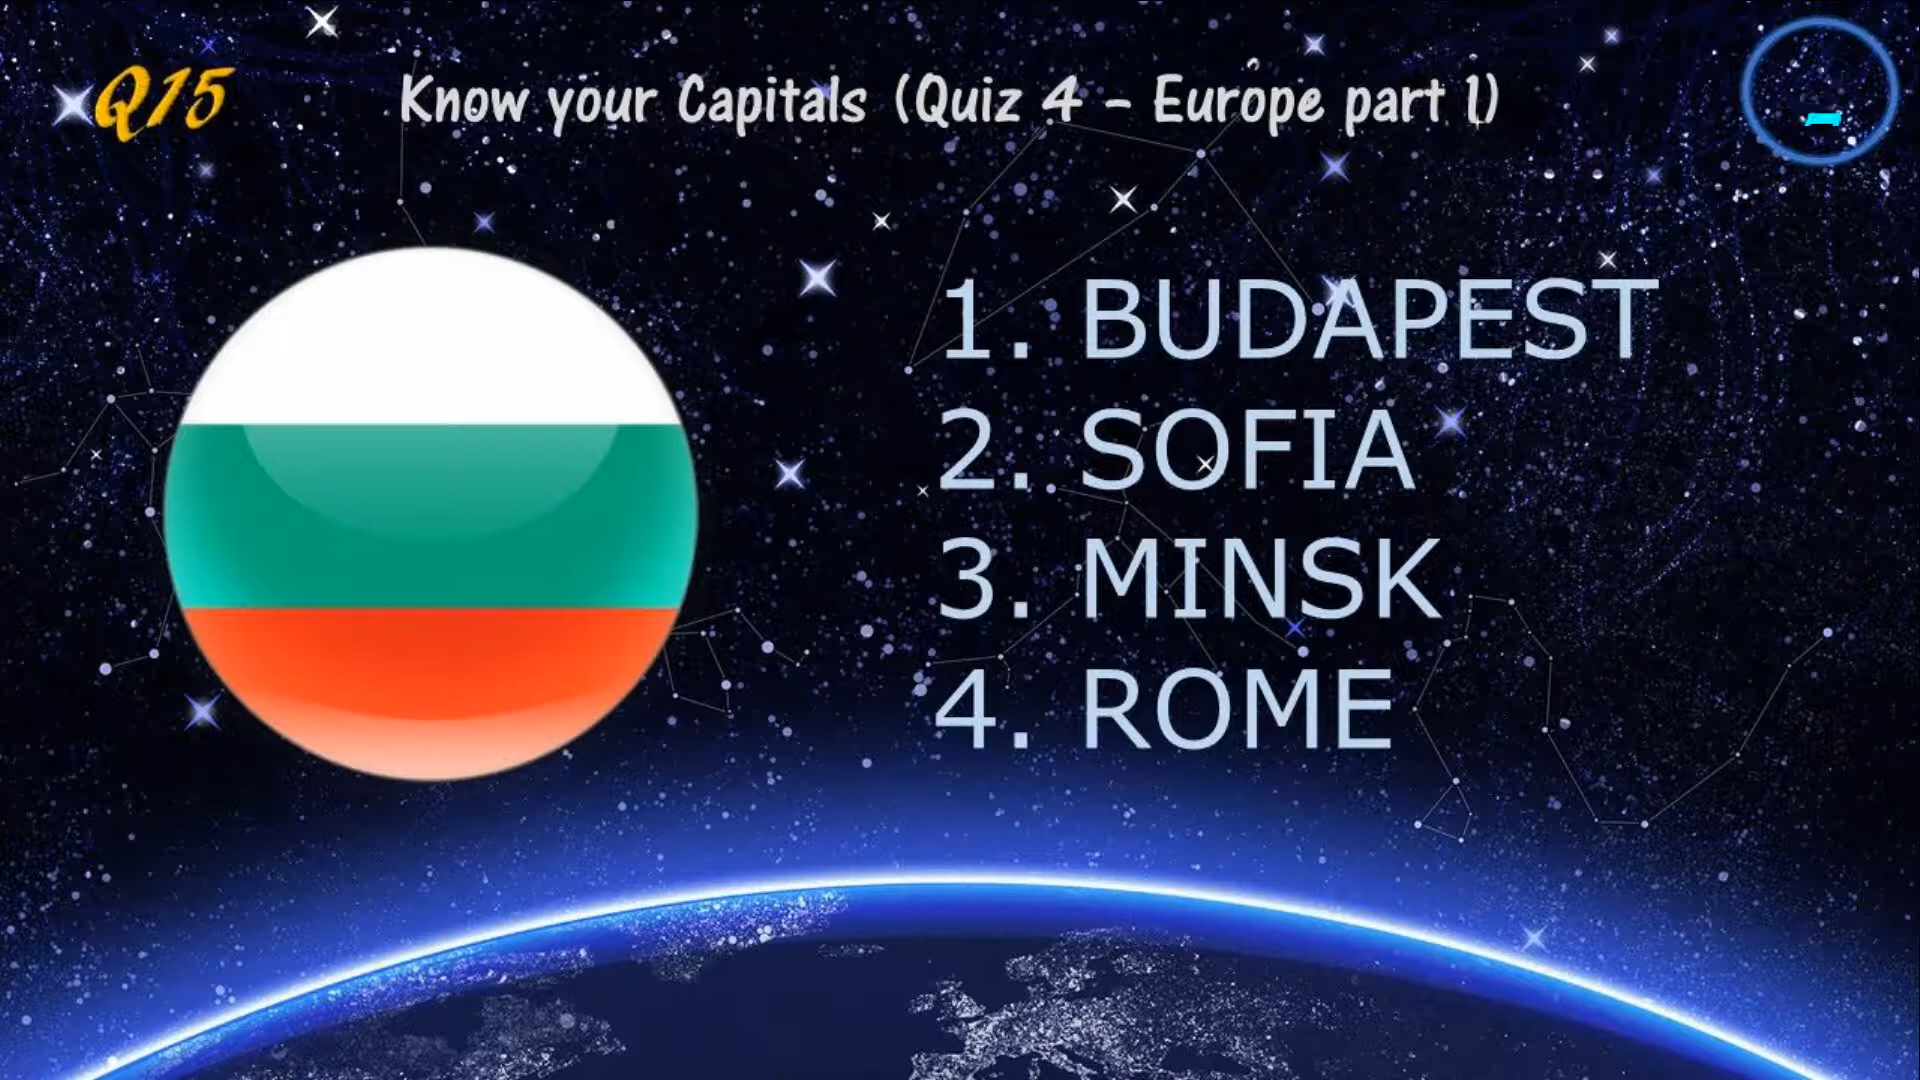 Q15
Know your Capitals (Quiz 4 - Europe part 1)
1. BUDAPEST
2. SOFIA
3. MINSK
4. ROME